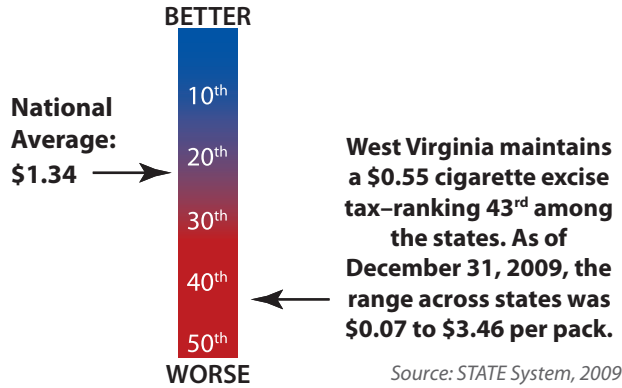 BETTER
10th
20th
30th
40th
50th
WORSE
National
Average:
$1.34
West Virginia maintains
a $0.55 cigarette excise
tax–ranking 43rd among
the states. As of
December 31, 2009, the
range across states was
$0.07 to $3.46 per pack.
Source: STATE System, 2009